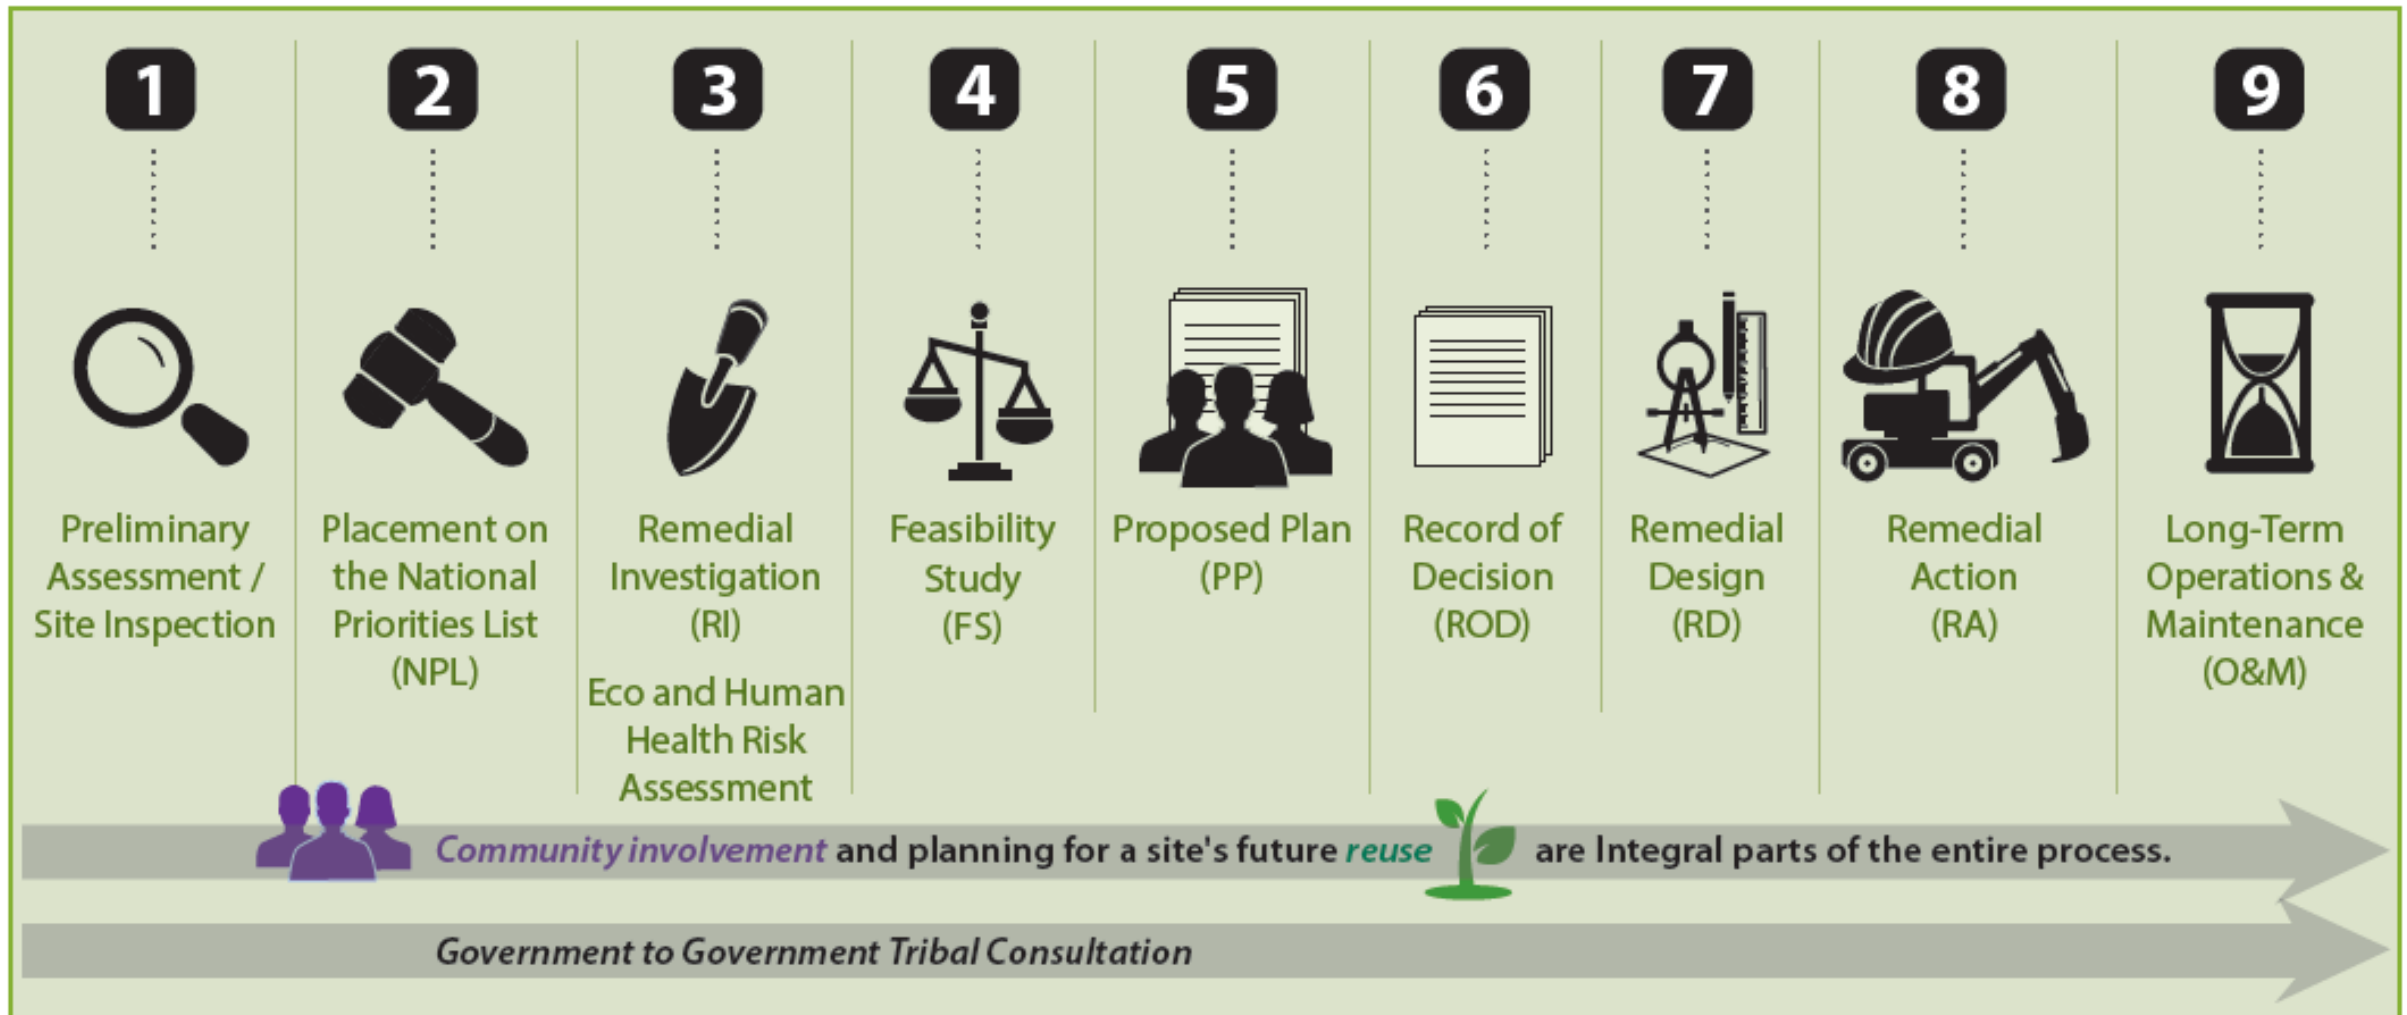 1
Preliminary
Assessment /
Site Inspection
2
Placement on
the National
Priorities List
(NPL)
3
Remedial
Investigation
(RI)
Eco and Human
Health Risk
Assessment
4
Feasibility
Study
(FS)
5
Proposed Plan
(PP)
6
Record of
Decision
(ROD)
7
Remedial
Design
(RD)
8
Remedial
Action
(RA)
9
Long-Term
Operations &
Maintenance
(O&M)
Community involvement and planning for a site's future reuse are Integral parts of the entire process.
Government to Government Tribal Consultation